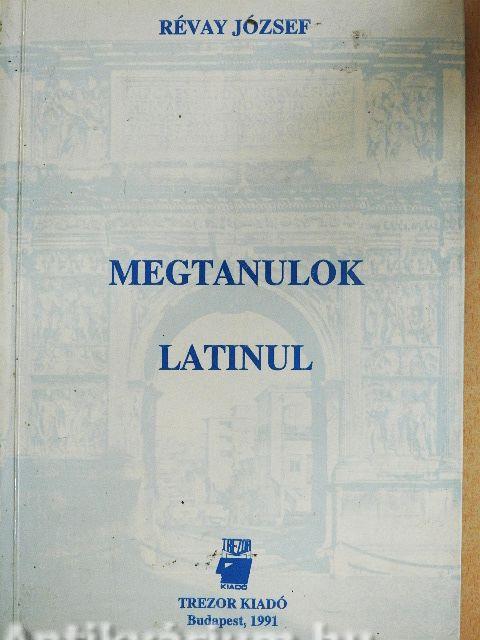 RÉVAY JÓZSEF
MEGTANULOK
LATINUL
TREZOR
KIADÓ
TREZOR KIADÓ
Budapest, 1991